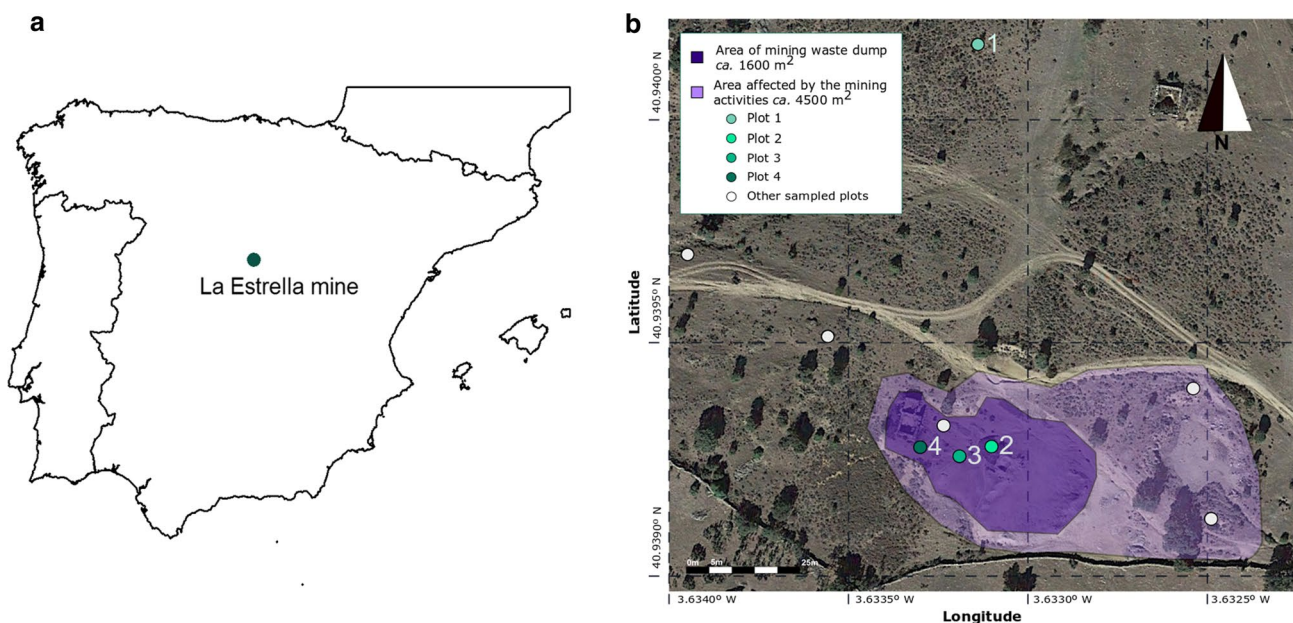 a
La Estrella mine
b
Area of mining waste dump
ca. 1600 m²
Area affected by the mining
activities ca. 4500 m²
Plot 1
Plot 2
Plot 3
Plot 4
Other sampled plots
1
N
4
3
2
Latitude
40.9400° N
40.9395° N
40.9390° N
0m 5m 25m
3.6340° W 3.6335° W 3.6330° W 3.6325° W
Longitude